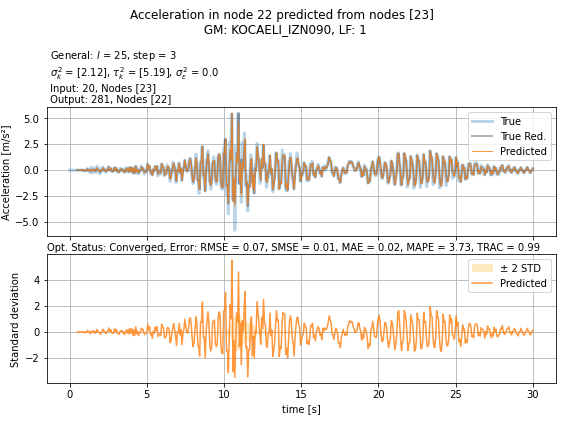 Acceleration in node 22 predicted from nodes [23]
GM: KOCAELI_IZN090, LF: 1
General: l = 25, step = 3
σ²ₖ = [2.12], τ²ₖ = [5.19], σ²ε = 0.0
Input: 20, Nodes [23]
Output: 281, Nodes [22]
Acceleration [m/s²]
5.0
2.5
0.0
−2.5
−5.0
True
True Red.
Predicted
Opt. Status: Converged, Error: RMSE = 0.07, SMSE = 0.01, MAE = 0.02, MAPE = 3.73, TRAC = 0.99
Standard deviation
4
2
0
−2
± 2 STD
Predicted
0 5 10 15 20 25 30
time [s]